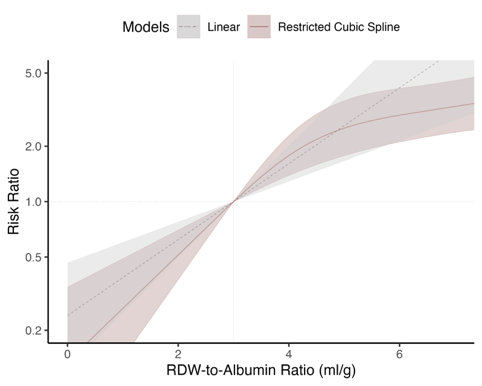 Models Linear Restricted Cubic Spline
5.0
2.0
1.0
0.5
0.2
Risk Ratio
0 2 4 6
RDW-to-Albumin Ratio (ml/g)